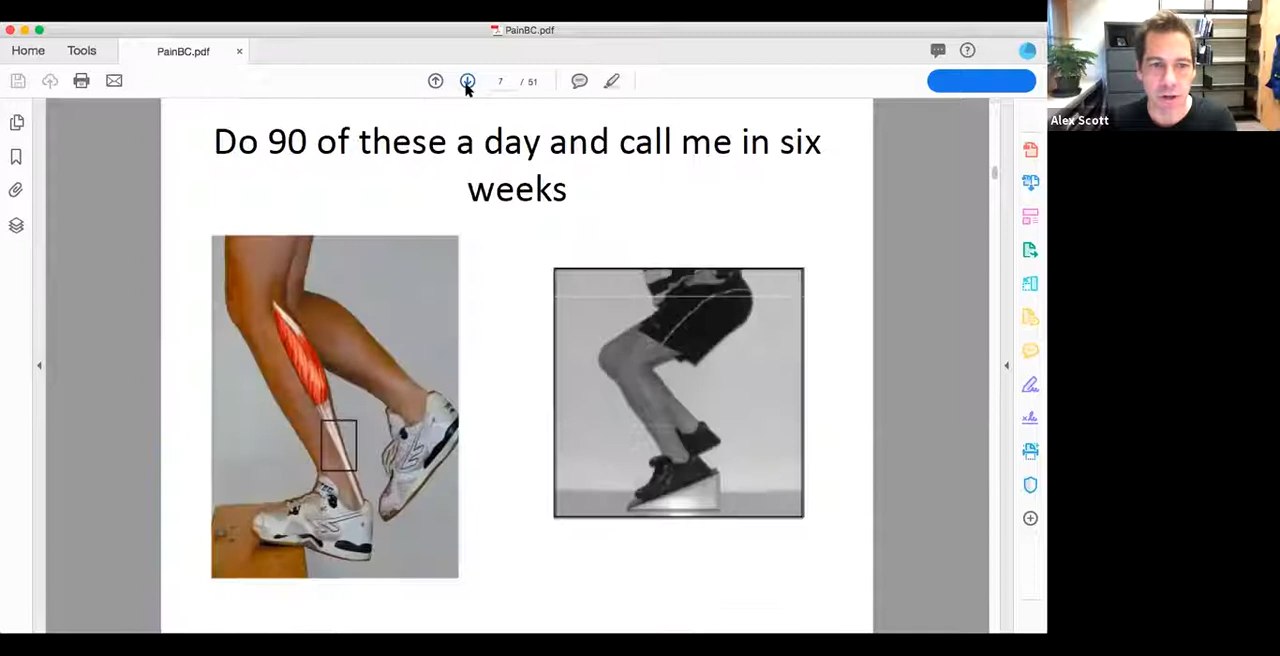 PainBC.pdf
Home
Tools
PainBC.pdf
×
7 / 51
Do 90 of these a day and call me in six
weeks
Alex Scott